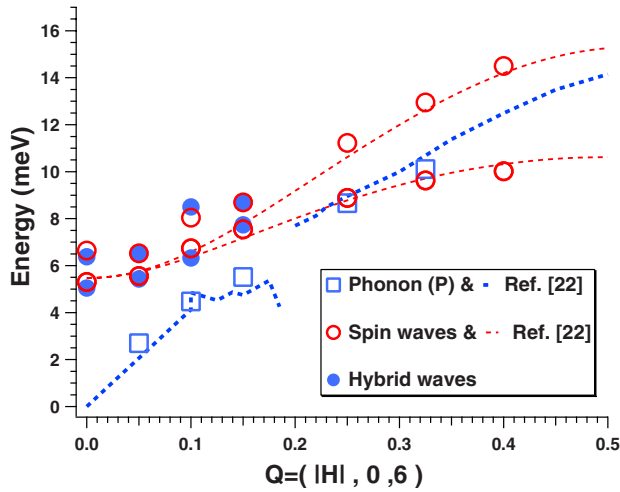 16
14
12
10
8
6
4
2
0
Energy (meV)
Phonon (P) & Ref. [22]
Spin waves & Ref. [22]
Hybrid waves
0.0 0.1 0.2 0.3 0.4 0.5
Q=( |H| , 0 ,6 )